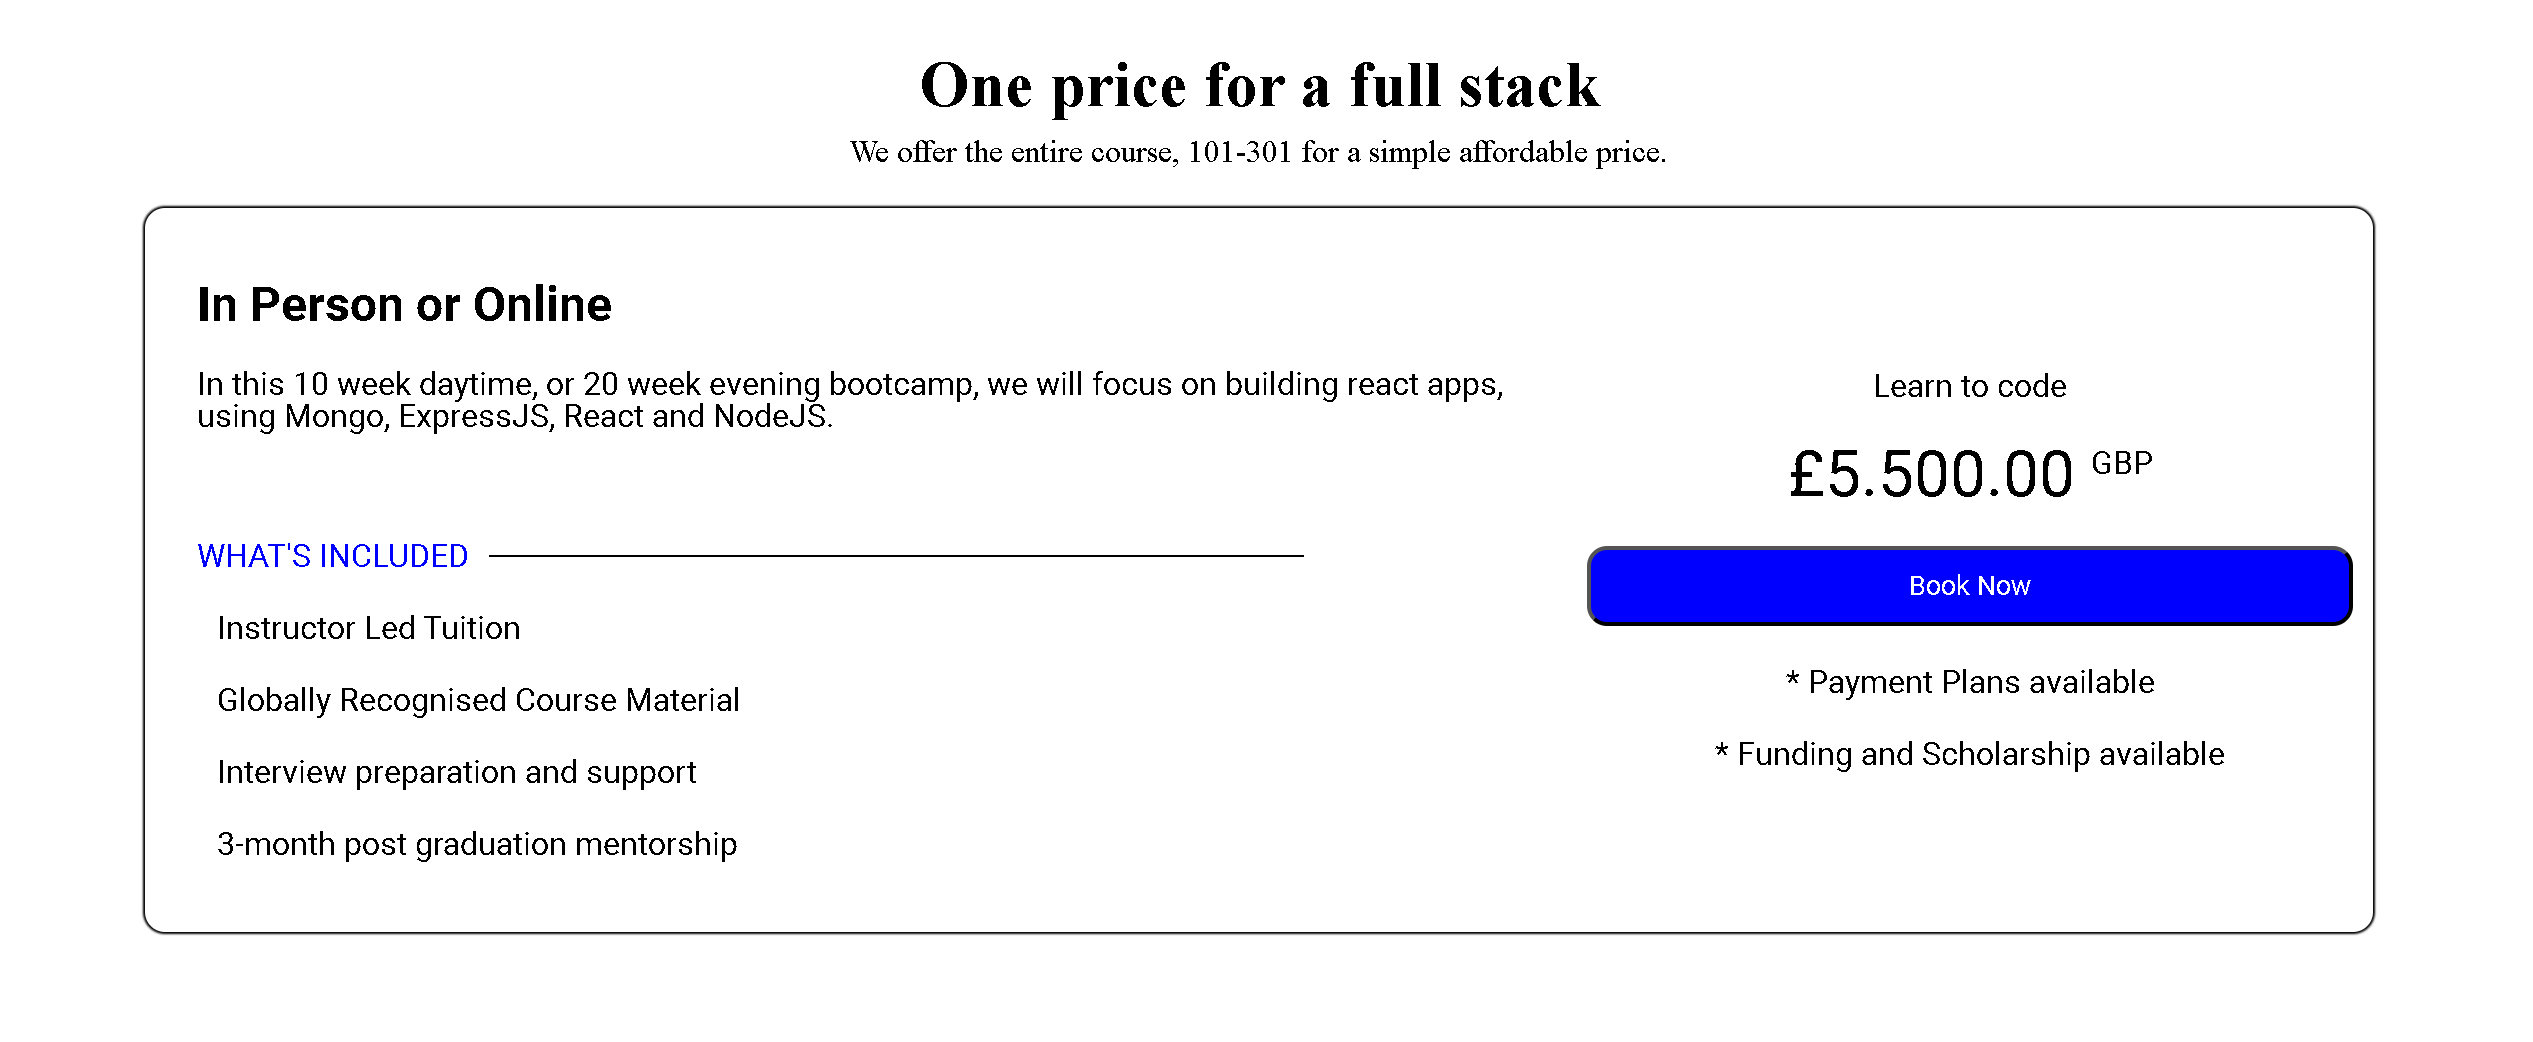 One price for a full stack
We offer the entire course, 101-301 for a simple affordable price.
In Person or Online
In this 10 week daytime, or 20 week evening bootcamp, we will focus on building react apps,
using Mongo, ExpressJS, React and NodeJS.
WHAT'S INCLUDED
Instructor Led Tuition
Globally Recognised Course Material
Interview preparation and support
3-month post graduation mentorship
Learn to code
£5.500.00 GBP
Book Now
* Payment Plans available
* Funding and Scholarship available